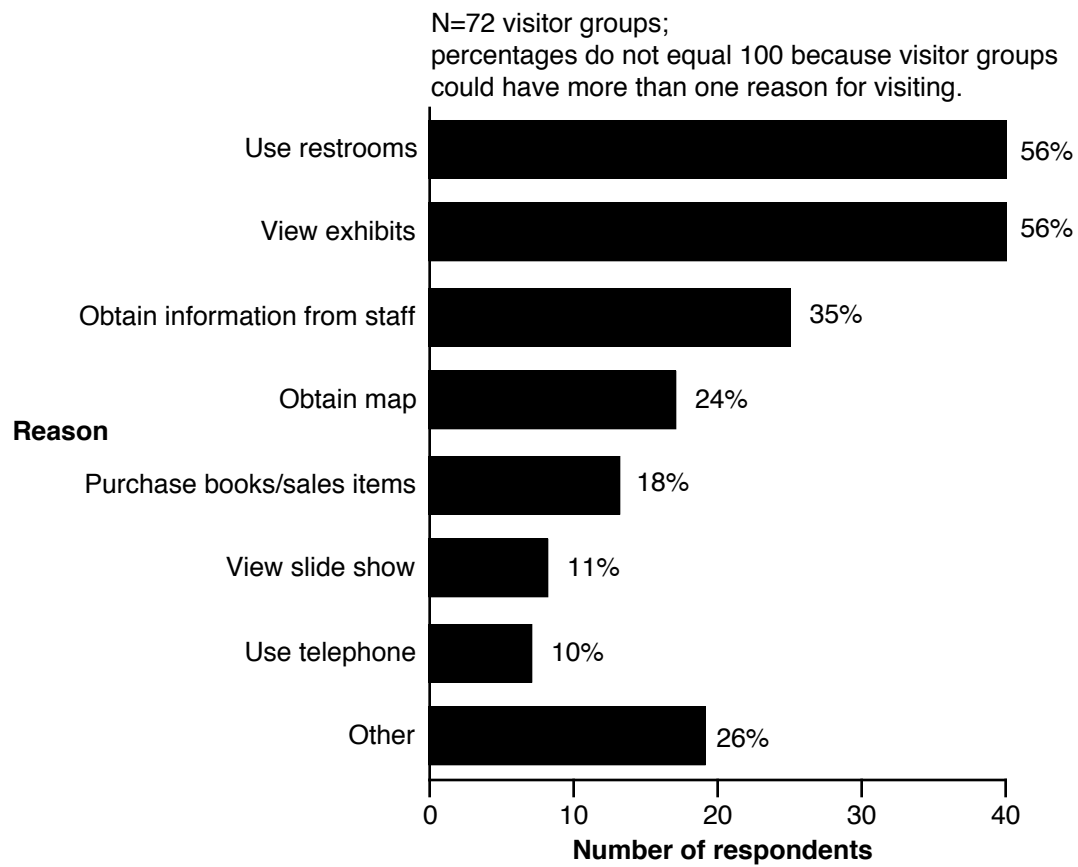 N=72 visitor groups;
percentages do not equal 100 because visitor groups
could have more than one reason for visiting.
Use restrooms 56%
View exhibits 56%
Obtain information from staff 35%
Obtain map 24%
Reason
Purchase books/sales items 18%
View slide show 11%
Use telephone 10%
Other 26%
0 10 20 30 40
Number of respondents